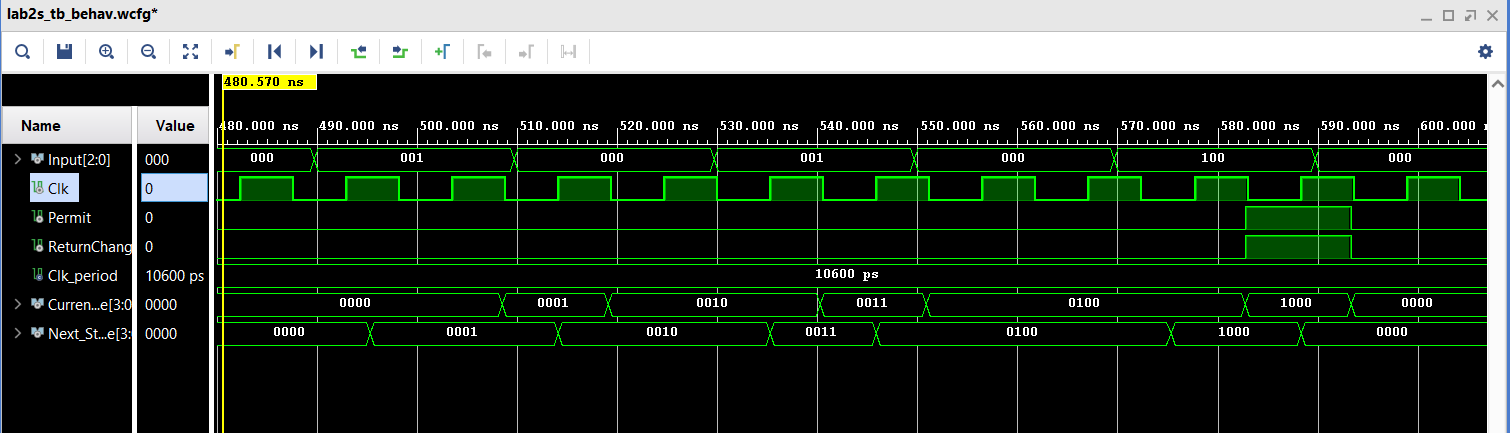 lab2s_tb_behav.wcfg*
480.570 ns
Name Value
480.000 ns 490.000 ns 500.000 ns 510.000 ns 520.000 ns 530.000 ns 540.000 ns 550.000 ns 560.000 ns 570.000 ns 580.000 ns 590.000 ns 600.000
Input[2:0] 000 000 001 000 001 000 100 000
Clk 0
Permit 0
ReturnChang 0
Clk_period 10600 ps 10600 ps
Curren...e[3:0 0000 0000 0001 0010 0011 0100 1000 0000
Next_St...e[3: 0000 0000 0001 0010 0011 0100 1000 0000